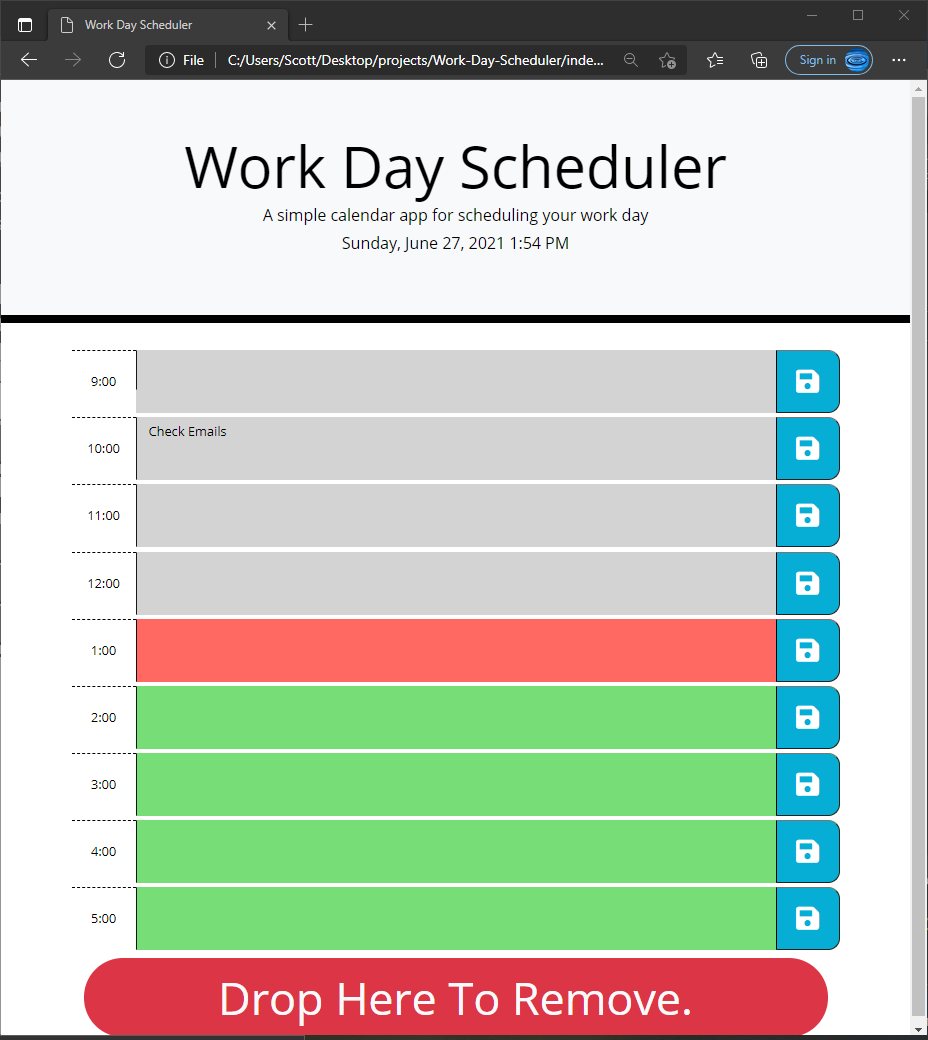 Work Day Scheduler
File C:/Users/Scott/Desktop/projects/Work-Day-Scheduler/inde... Sign in
Work Day Scheduler
A simple calendar app for scheduling your work day
Sunday, June 27, 2021 1:54 PM
9:00
10:00 Check Emails
11:00
12:00
1:00
2:00
3:00
4:00
5:00
Drop Here To Remove.